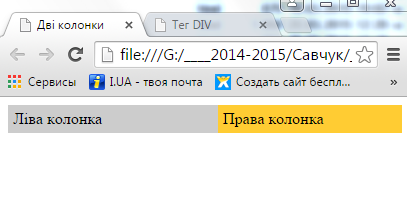 Дві колонки Тег DIV
file:///G:/____2014-2015/Савчук/
Сервисы I.UA - твоя почта Создать сайт беспл...
Ліва колонка Права колонка